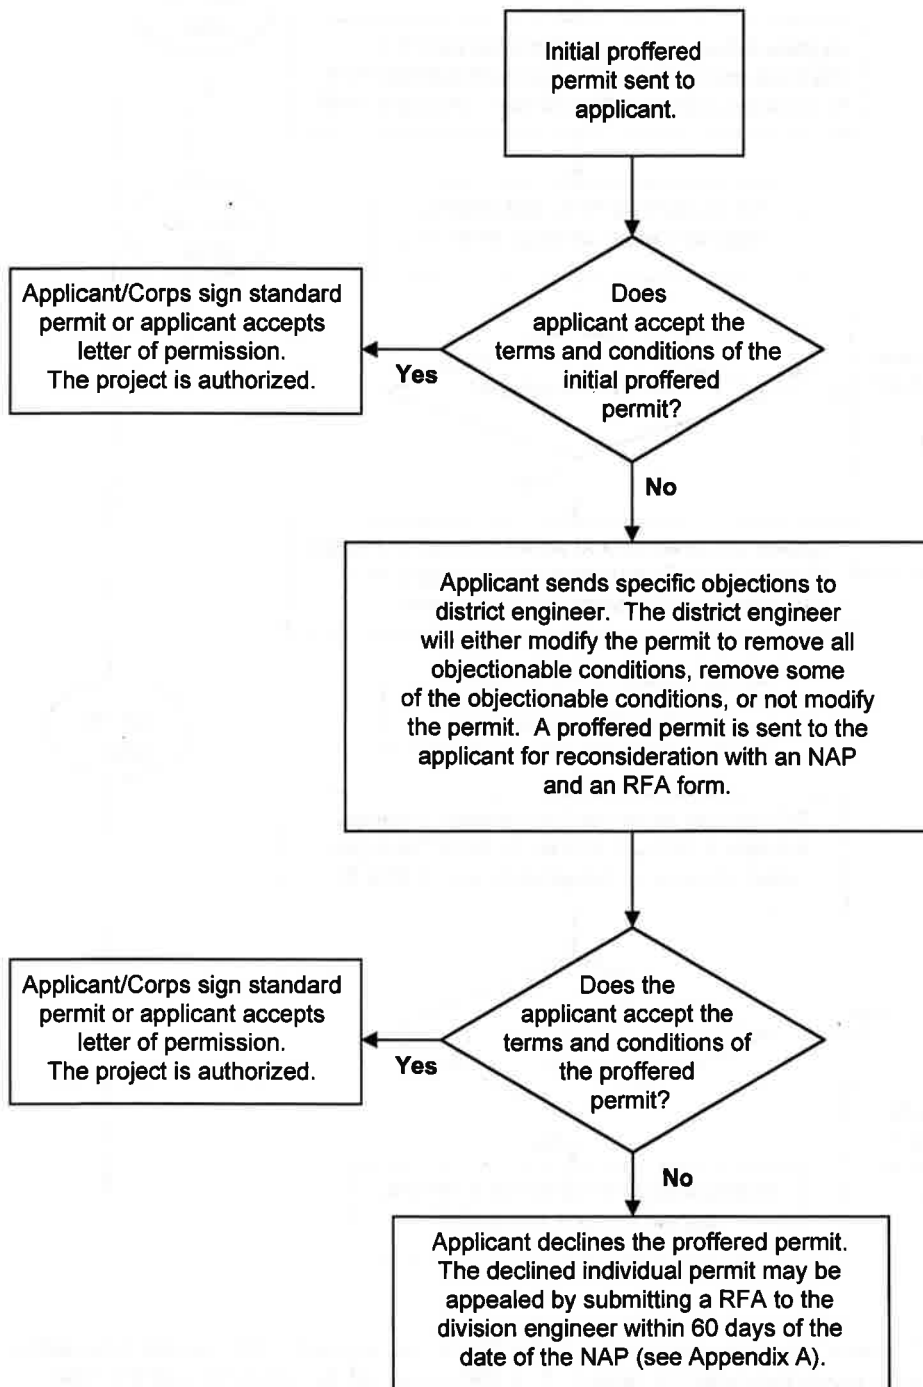 Initial proffered
permit sent to
applicant.
Does
applicant accept the
terms and conditions of the
initial proffered
permit?
Yes
Applicant/Corps sign standard
permit or applicant accepts
letter of permission.
The project is authorized.
No
Applicant sends specific objections to
district engineer. The district engineer
will either modify the permit to remove all
objectionable conditions, remove some
of the objectionable conditions, or not modify
the permit. A proffered permit is sent to the
applicant for reconsideration with an NAP
and an RFA form.
Does the
applicant accept the
terms and conditions of
the proffered
permit?
Yes
Applicant/Corps sign standard
permit or applicant accepts
letter of permission.
The project is authorized.
No
Applicant declines the proffered permit.
The declined individual permit may be
appealed by submitting a RFA to the
division engineer within 60 days of the
date of the NAP (see Appendix A).